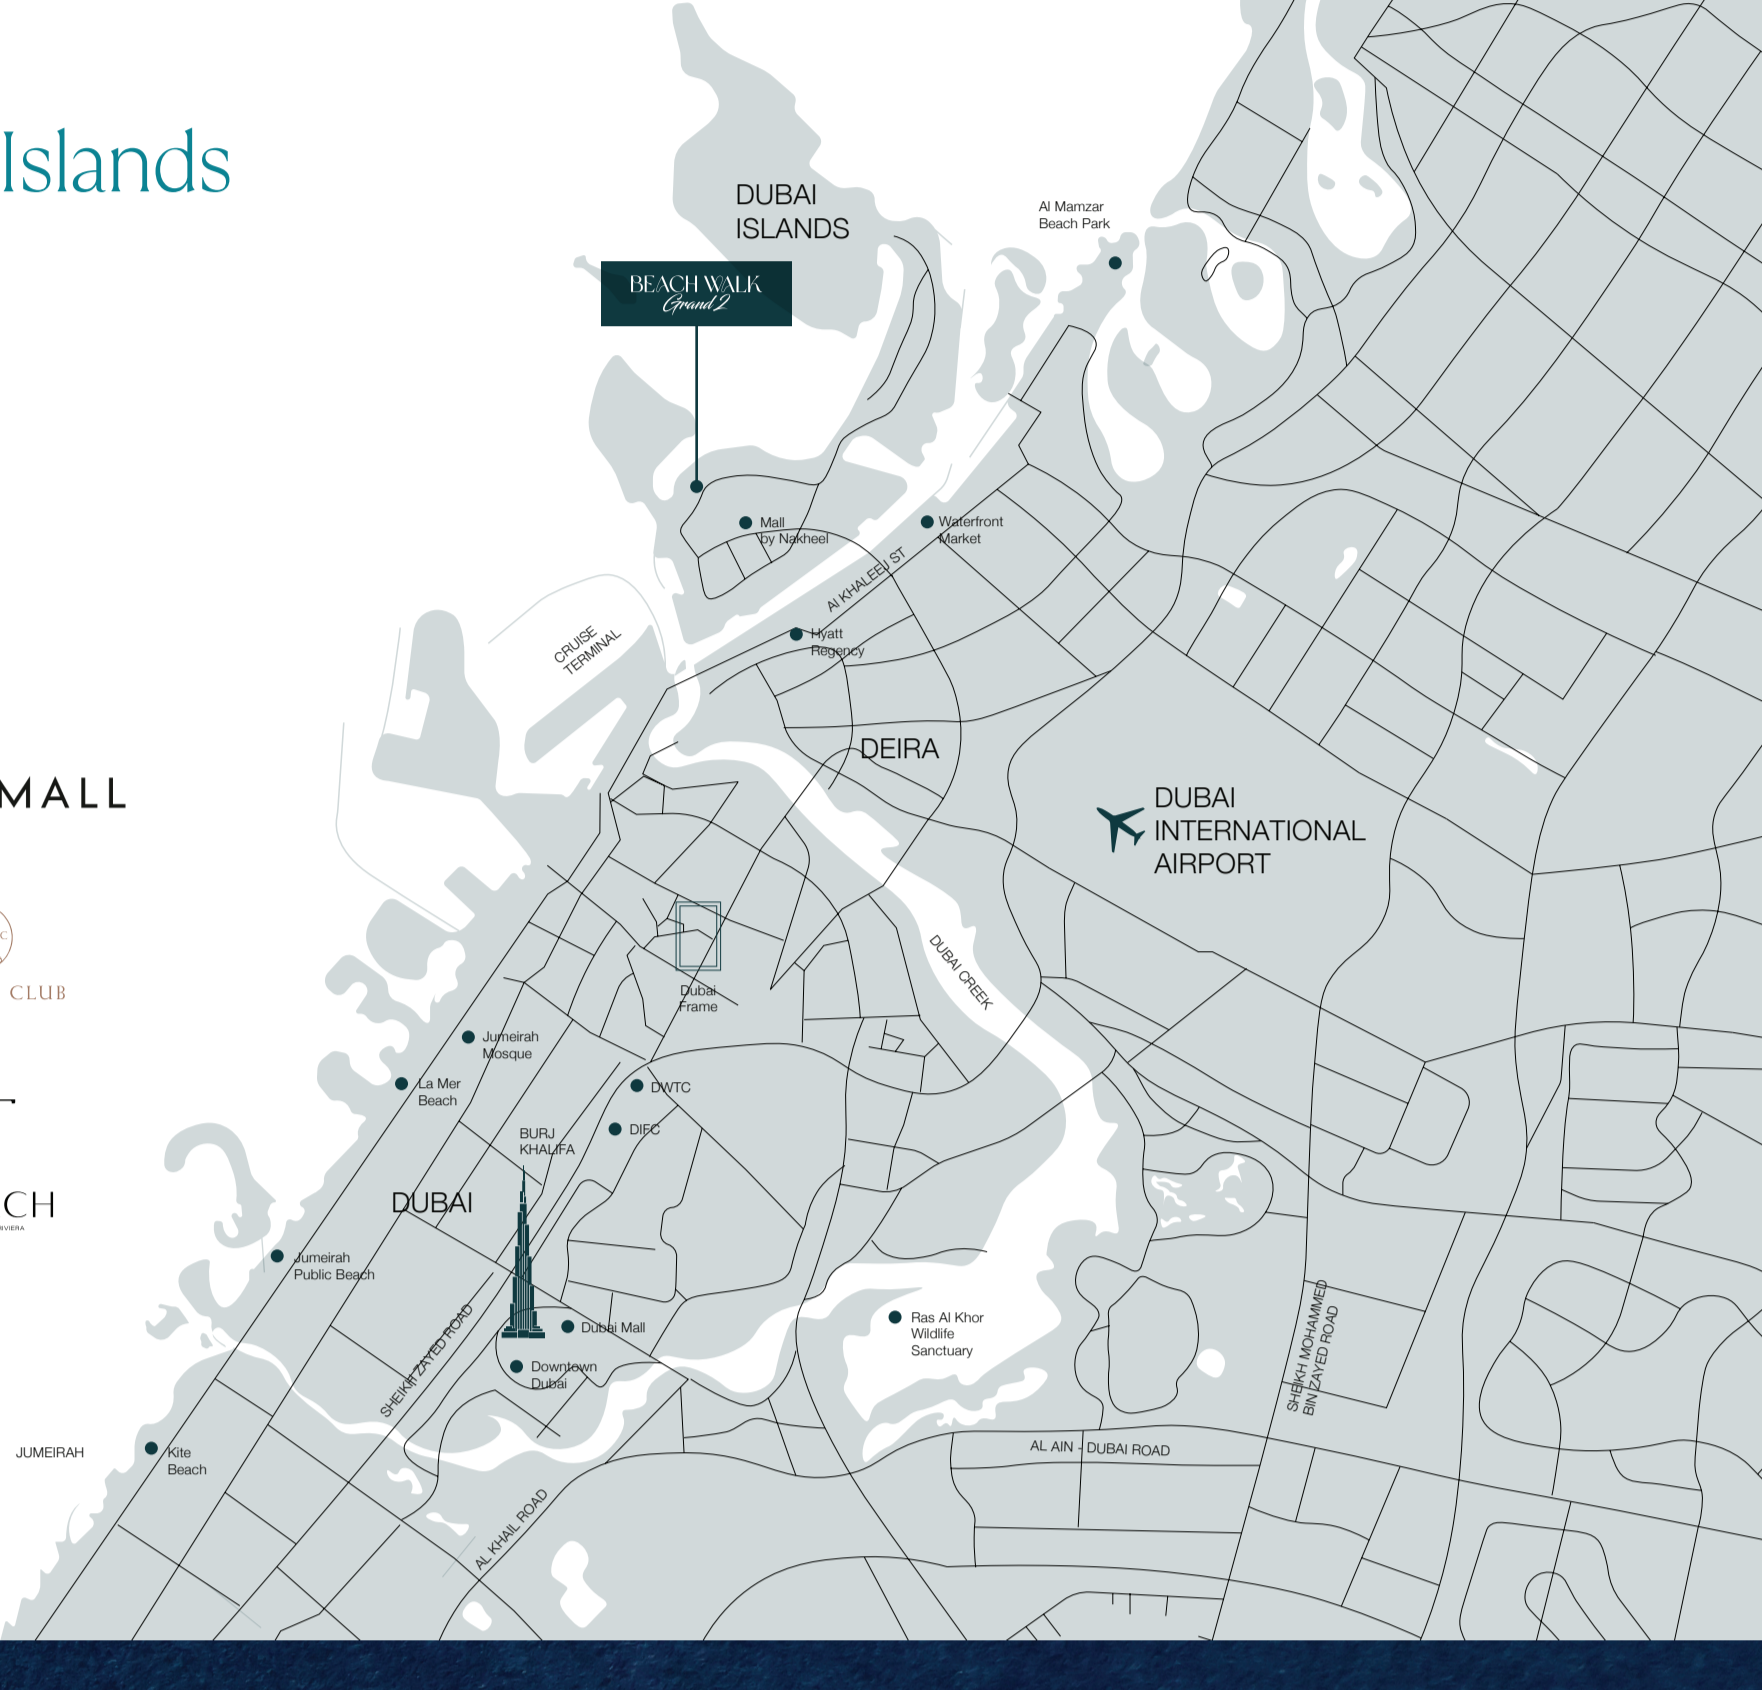 Islands
DUBAI
ISLANDS
Al Mamzar
Beach Park
BEACH WALK
Grand 2
Mall
by Nakheel
Waterfront
Market
Al KHALEEJ ST
CRUISE
TERMINAL
Hyatt
Regency
DEIRA
MALL
DUBAI
INTERNATIONAL
AIRPORT
C
CLUB
DUBAI CREEK
Dubai
Frame
Jumeirah
Mosque
La Mer
Beach
DWTC
DIFC
BURJ
KHALIFA
CH
RIVIERA
DUBAI
Jumeirah
Public Beach
SHEIKH ZAYED ROAD
Dubai Mall
Downtown
Dubai
Ras Al Khor
Wildlife
Sanctuary
SHEIKH MOHAMMED
BIN ZAYED ROAD
JUMEIRAH
Kite
Beach
AL AIN - DUBAI ROAD
AL KHAIL ROAD